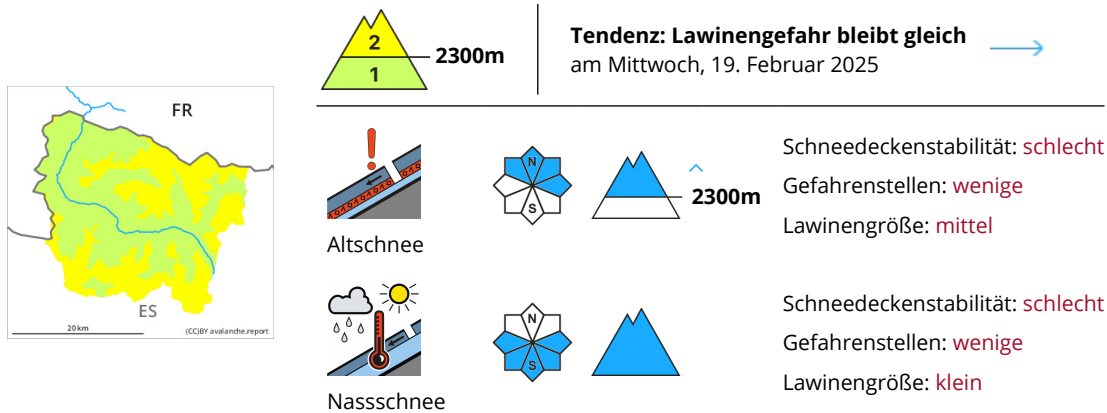 2
1
2300m
Tendenz: Lawinengefahr bleibt gleich
am Mittwoch, 19. Februar 2025
FR
ES
20 km
(CC)BY avalanche.report
Altschnee
N
S
2300m
Schneedeckenstabilität: schlecht
Gefahrenstellen: wenige
Lawinengröße: mittel
Nassschnee
N
S
Schneedeckenstabilität: schlecht
Gefahrenstellen: wenige
Lawinengröße: klein